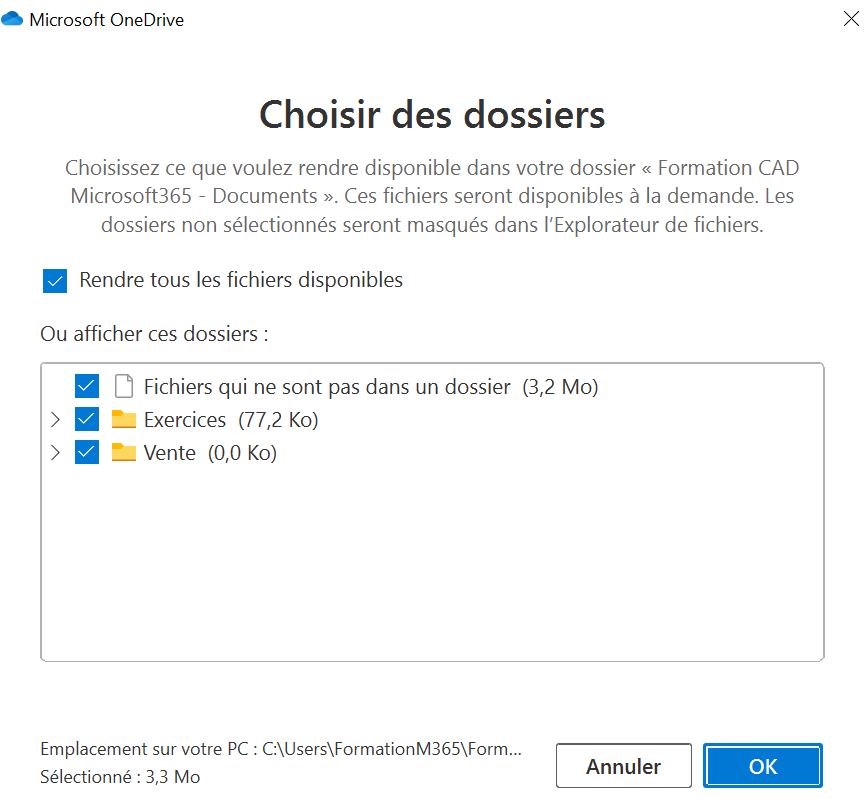 Microsoft OneDrive
Choisir des dossiers
Choisissez ce que voulez rendre disponible dans votre dossier « Formation CAD
Microsoft365 - Documents ». Ces fichiers seront disponibles à la demande. Les
dossiers non sélectionnés seront masqués dans l’Explorateur de fichiers.
Rendre tous les fichiers disponibles
Ou afficher ces dossiers :
Fichiers qui ne sont pas dans un dossier (3,2 Mo)
Exercices (77,2 Ko)
Vente (0,0 Ko)
Emplacement sur votre PC : C:\Users\FormationM365\Form...
Sélectionné : 3,3 Mo
Annuler
OK